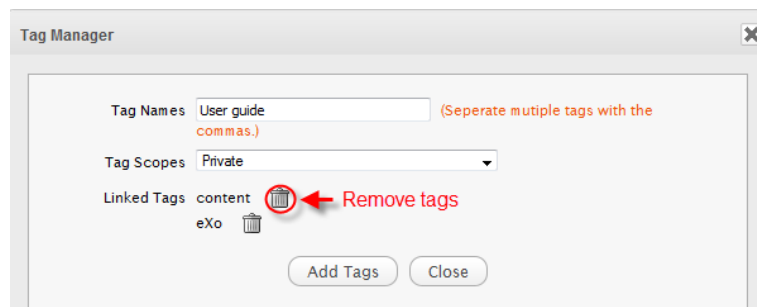 Tag Manager
Tag Names User guide (Seperate mutiple tags with the
commas.)
Tag Scopes Private
Linked Tags content Remove tags
eXo
Add Tags Close